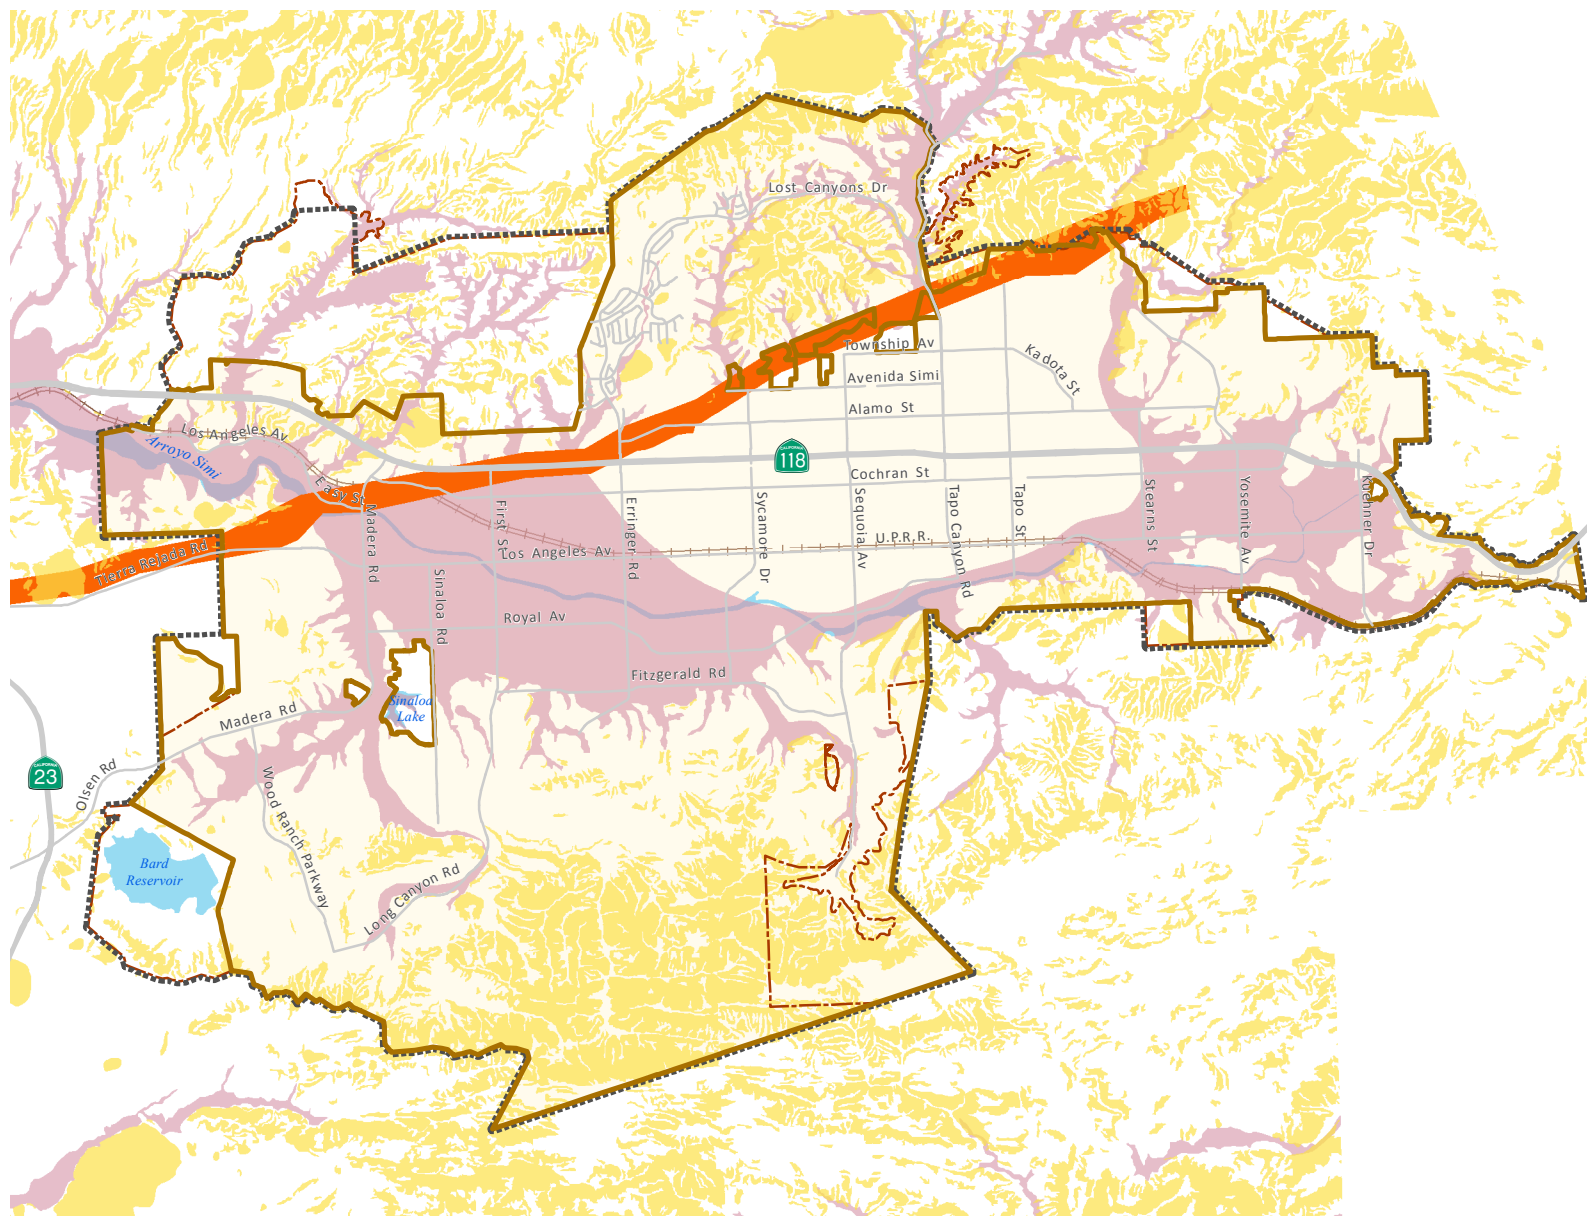 Lost Canyons Dr
Township Av
Kadota St
Avenida Simi
Alamo St
Los Angeles Av
Arroyo Simi
CALIFORNIA
118
Cochran St
Easy St
Madera Rd
First St
Erringer Rd
Sycamore Dr
Sequoia Av
Tapo Canyon Rd
Tapo St
Stearns St
Yosemite Av
Kuehner Dr
U.P.R.R.
Los Angeles Av
Tierra Rejada Rd
Sinaloa Rd
Royal Av
Fitzgerald Rd
Sinaloa
Lake
Madera Rd
CALIFORNIA
23
Olsen Rd
Wood Ranch Parkway
Bard
Reservoir
Long Canyon Rd